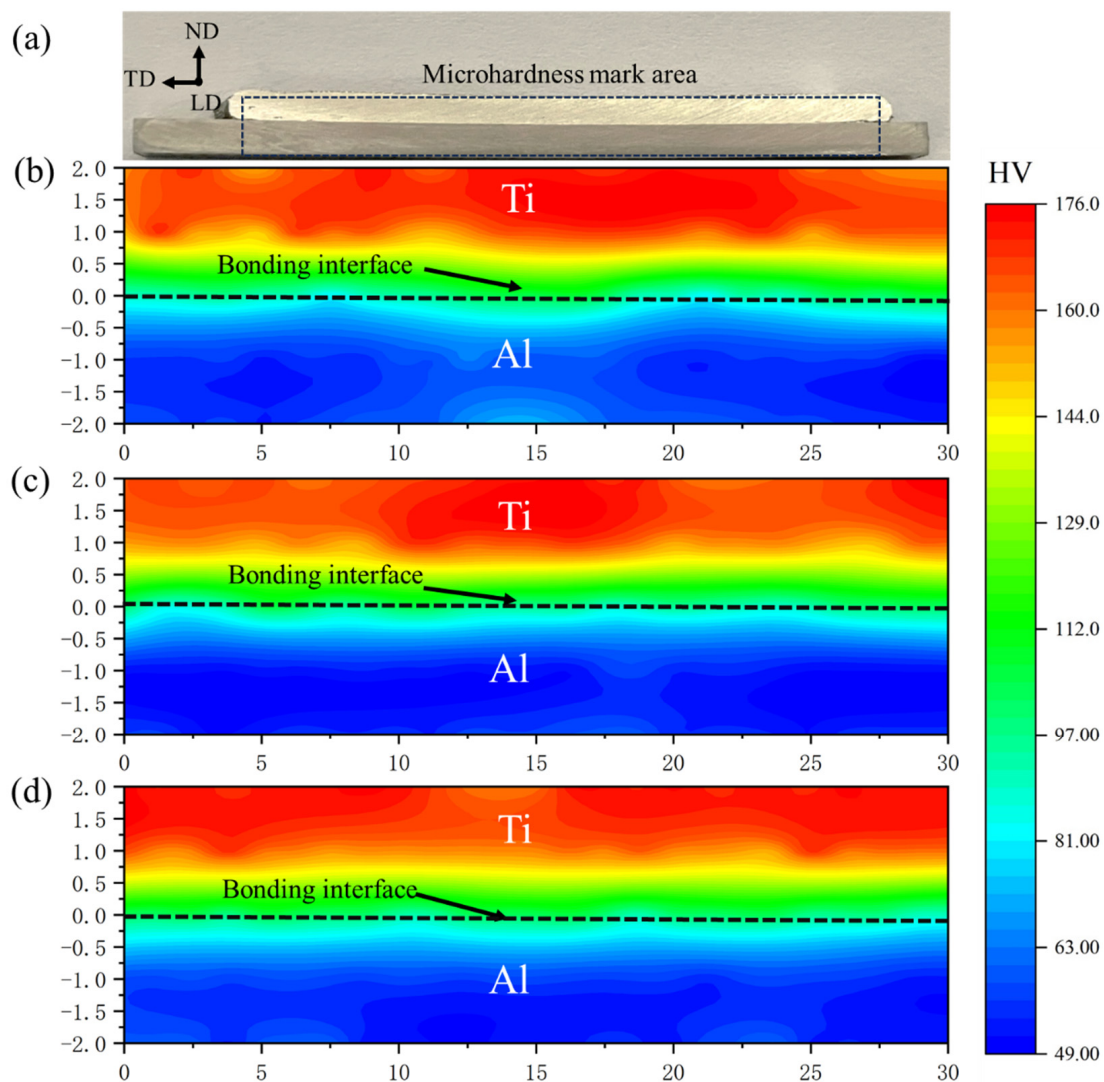 (a)
ND
TD
LD
Microhardness mark area
(b)
2.0
1.5
1.0
0.5
0.0
-0.5
-1.0
-1.5
-2.0
Ti
Bonding interface
Al
0 5 10 15 20 25 30
(c)
2.0
1.5
1.0
0.5
0.0
-0.5
-1.0
-1.5
-2.0
Ti
Bonding interface
Al
0 5 10 15 20 25 30
(d)
2.0
1.5
1.0
0.5
0.0
-0.5
-1.0
-1.5
-2.0
Ti
Bonding interface
Al
0 5 10 15 20 25 30
HV
176.0
160.0
144.0
129.0
112.0
97.00
81.00
63.00
49.00